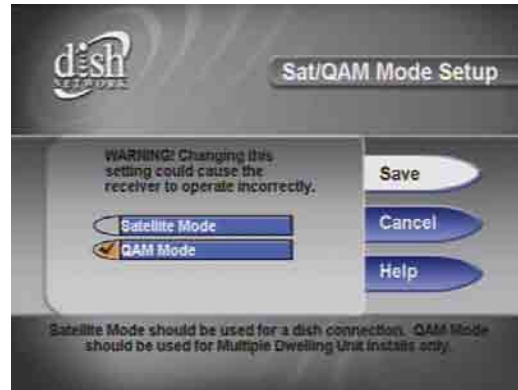 dish
NETWORK
Sat/QAM Mode Setup
WARNING! Changing this
setting could cause the
receiver to operate incorrectly.
Satellite Mode
QAM Mode
Save
Cancel
Help
Satellite Mode should be used for a dish connection. QAM Mode
should be used for Multiple Dwelling Unit installs only.